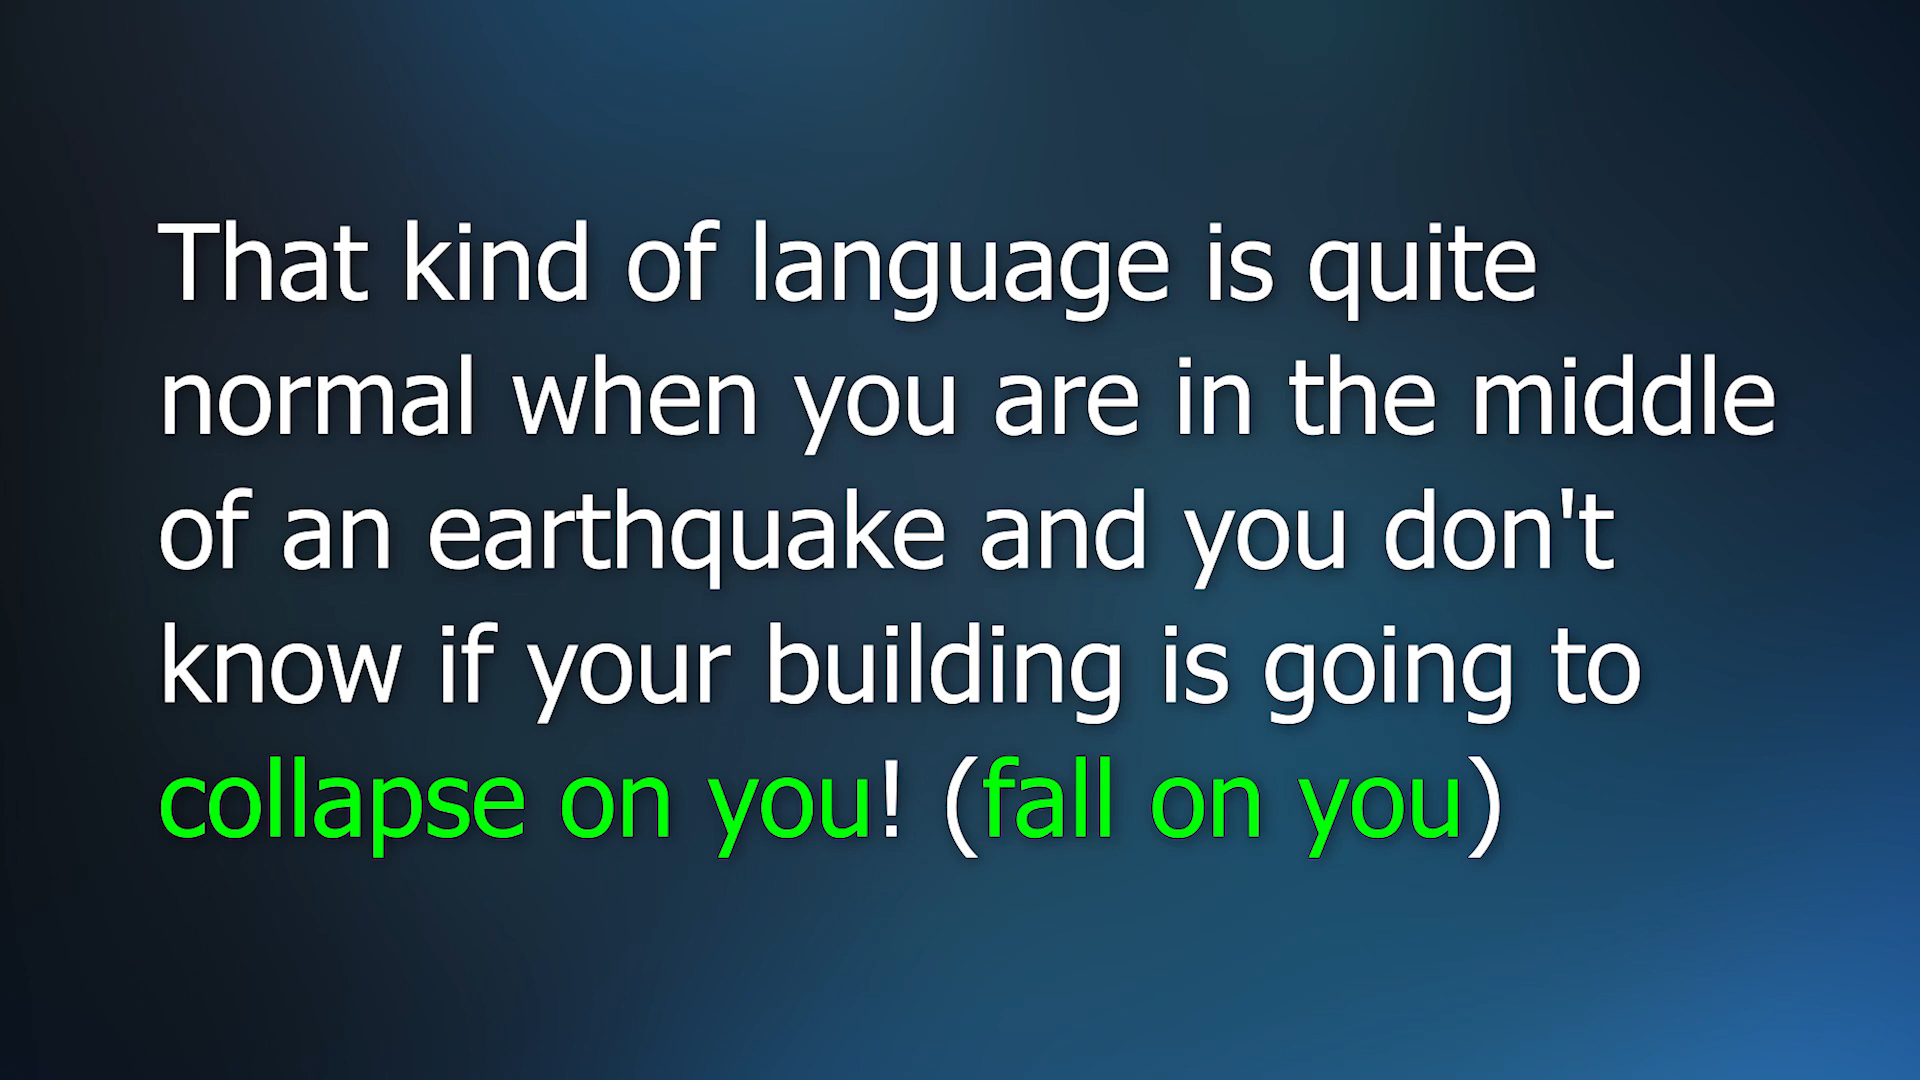 That kind of language is quite
normal when you are in the middle
of an earthquake and you don't
know if your building is going to
collapse on you! (fall on you)